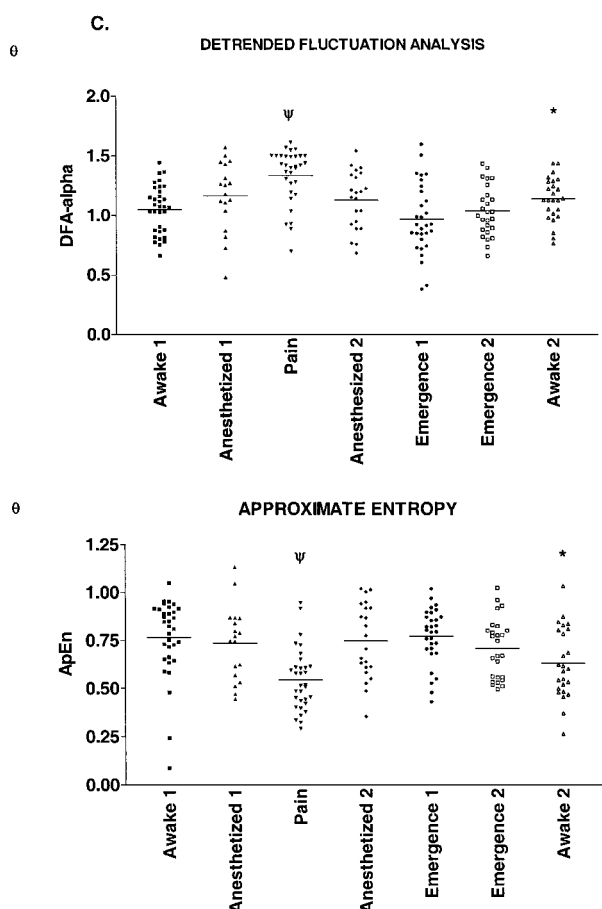 C.
θ
DETRENDED FLUCTUATION ANALYSIS
2.0
ψ
*
1.5
1.0
0.5
0.0
DFA-alpha
Awake 1
Anesthetized 1
Pain
Anesthesized 2
Emergence 1
Emergence 2
Awake 2
θ
APPROXIMATE ENTROPY
1.25
ψ
*
1.00
0.75
0.50
0.25
0.00
ApEn
Awake 1
Anesthetized 1
Pain
Anesthetized 2
Emergence 1
Emergence 2
Awake 2